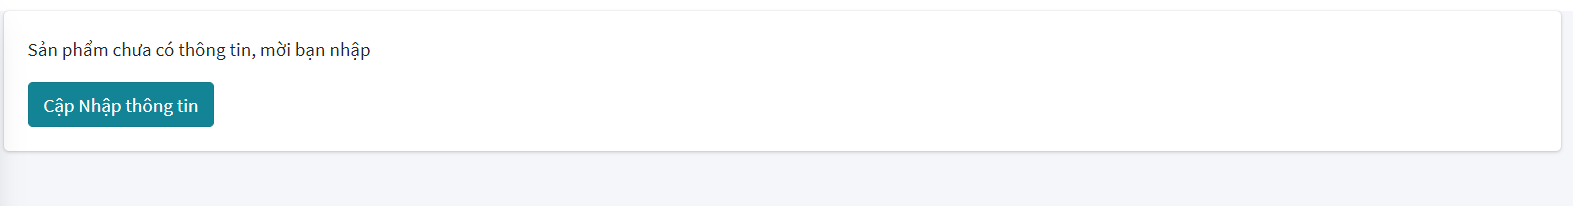 Sản phẩm chưa có thông tin, mời bạn nhập
Cập Nhập thông tin